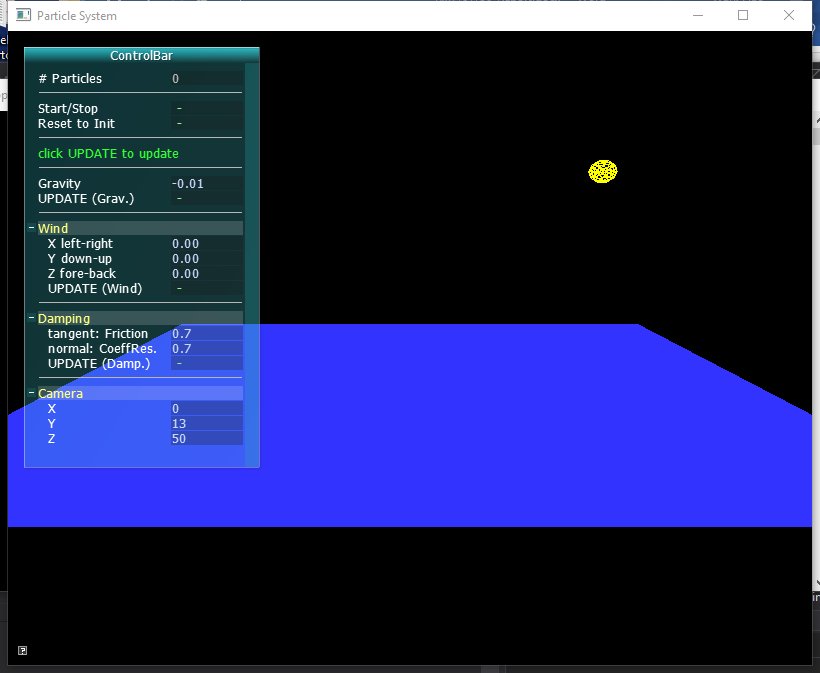 Particle System
ControlBar
# Particles 0
Start/Stop -
Reset to Init -
click UPDATE to update
Gravity -0.01
UPDATE (Grav.) -
- Wind
X left-right 0.00
Y down-up 0.00
Z fore-back 0.00
UPDATE (Wind) -
- Damping
tangent: Friction 0.7
normal: CoeffRes. 0.7
UPDATE (Damp.) -
- Camera
X 0
Y 13
Z 50
?